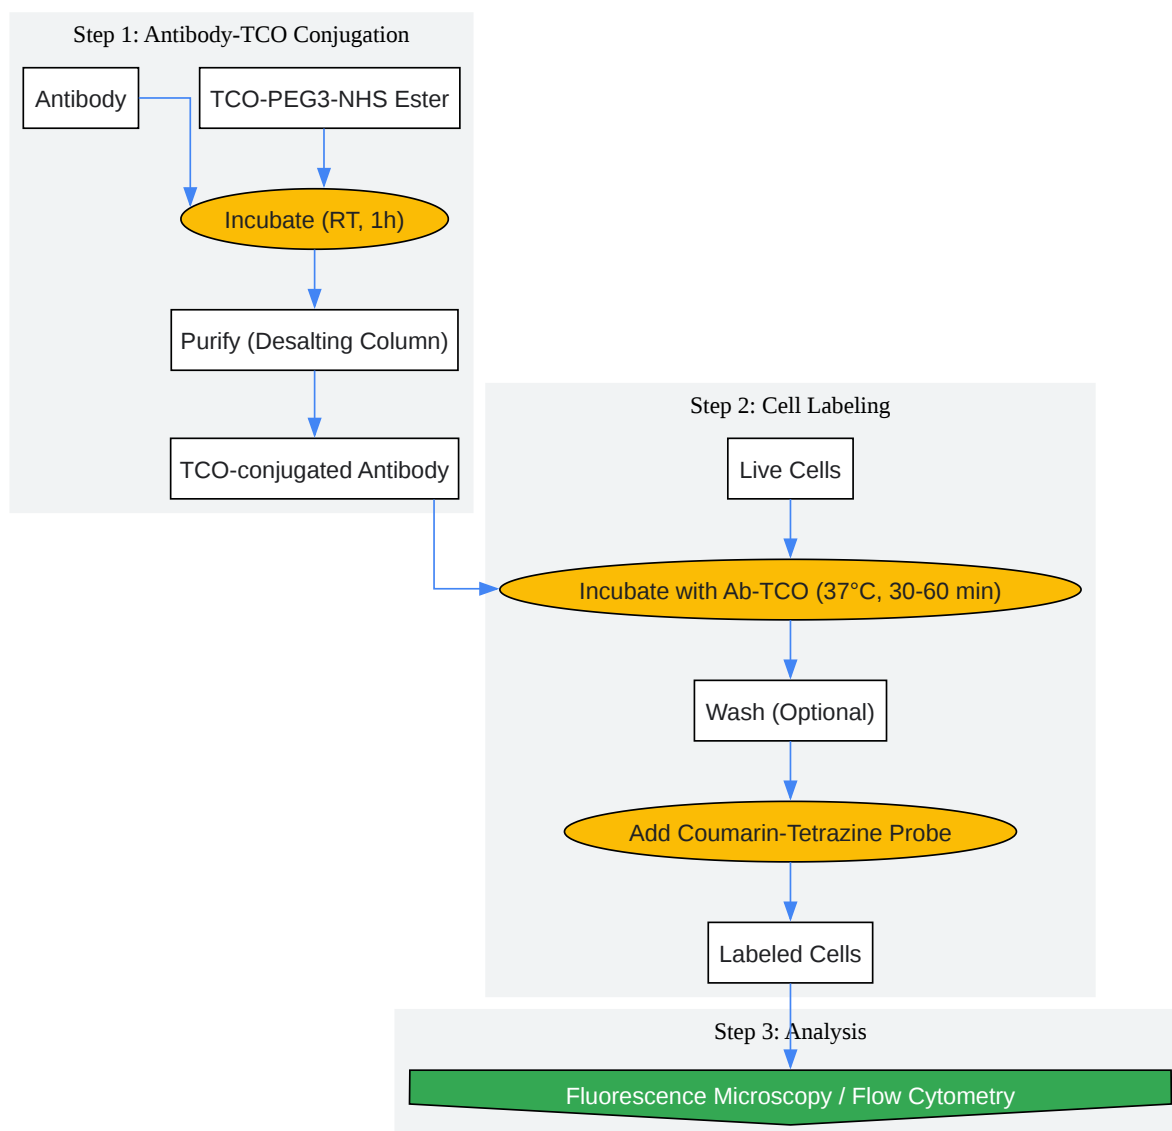 Step 1: Antibody-TCO Conjugation
Antibody
TCO-PEG3-NHS Ester
Incubate (RT, 1h)
Purify (Desalting Column)
TCO-conjugated Antibody
Step 2: Cell Labeling
Live Cells
Incubate with Ab-TCO (37°C, 30-60 min)
Wash (Optional)
Add Coumarin-Tetrazine Probe
Labeled Cells
Step 3: Analysis
Fluorescence Microscopy / Flow Cytometry